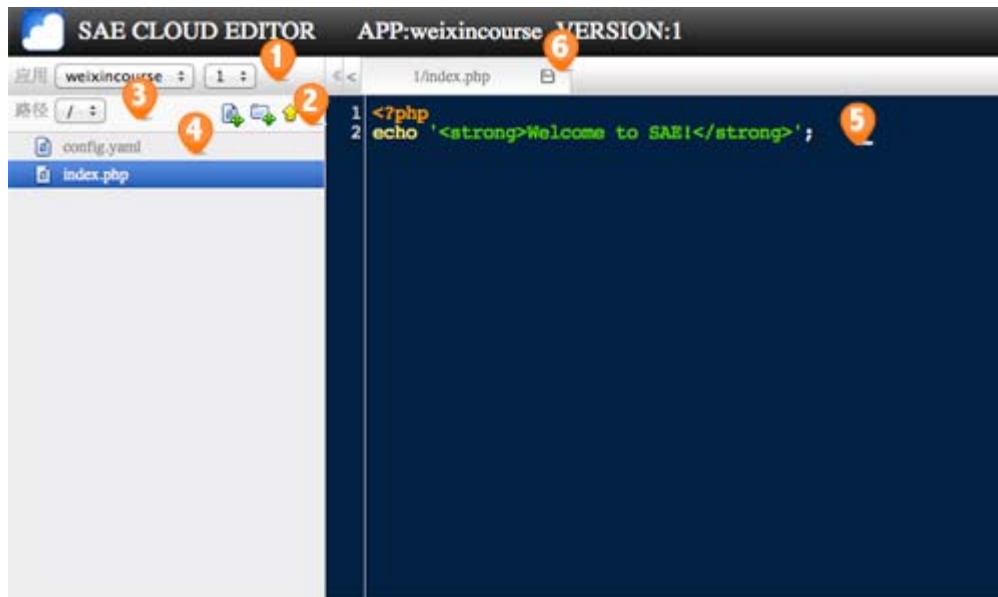 SAE CLOUD EDITOR APP:weixincourse VERSION:1
应用 weixincourse 1 1 << 1/index.php 6
路径 / 3 2
4 config.yaml
index.php
1 <?php
2 echo '<strong>Welcome to SAE!</strong>'; 5